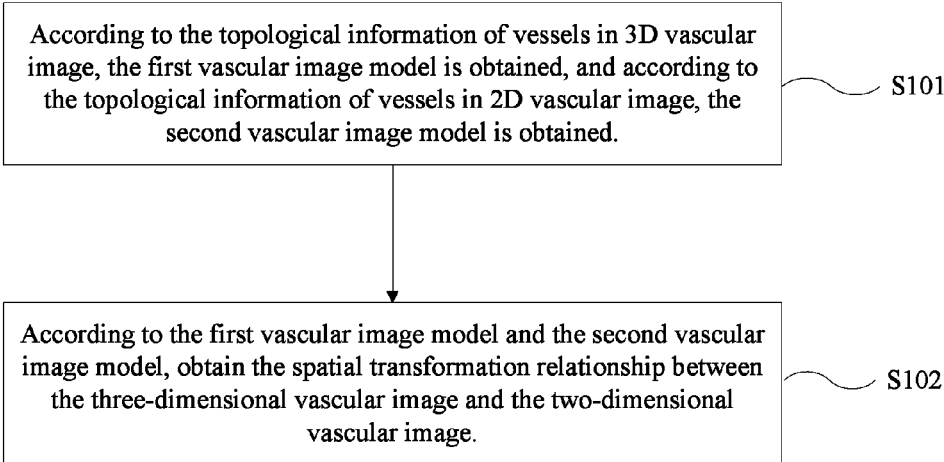 According to the topological information of vessels in 3D vascular
image, the first vascular image model is obtained, and according to
the topological information of vessels in 2D vascular image, the
second vascular image model is obtained.
S101
According to the first vascular image model and the second vascular
image model, obtain the spatial transformation relationship between
the three-dimensional vascular image and the two-dimensional
vascular image.
S102